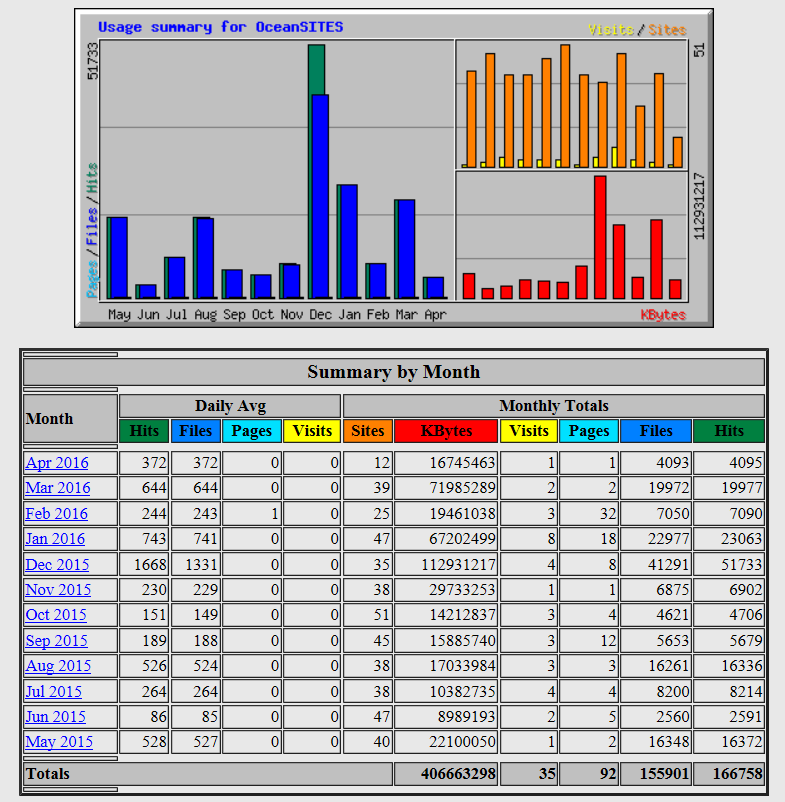 Usage summary for OceanSITES
Visits / Sites
51733
51
Pages / Files / Hits
112931217
May Jun Jul Aug Sep Oct Nov Dec Jan Feb Mar Apr
KBytes
Summary by Month
Month Daily Avg Monthly Totals
Hits Files Pages Visits Sites KBytes Visits Pages Files Hits
Apr 2016 372 372 0 0 12 16745463 1 1 4093 4095
Mar 2016 644 644 0 0 39 71985289 2 2 19972 19977
Feb 2016 244 243 1 0 25 19461038 3 32 7050 7090
Jan 2016 743 741 0 0 47 67202499 8 18 22977 23063
Dec 2015 1668 1331 0 0 35 112931217 4 8 41291 51733
Nov 2015 230 229 0 0 38 29733253 1 1 6875 6902
Oct 2015 151 149 0 0 51 14212837 3 4 4621 4706
Sep 2015 189 188 0 0 45 15885740 3 12 5653 5679
Aug 2015 526 524 0 0 38 17033984 3 3 16261 16336
Jul 2015 264 264 0 0 38 10382735 4 4 8200 8214
Jun 2015 86 85 0 0 47 8989193 2 5 2560 2591
May 2015 528 527 0 0 40 22100050 1 2 16348 16372
Totals 406663298 35 92 155901 166758